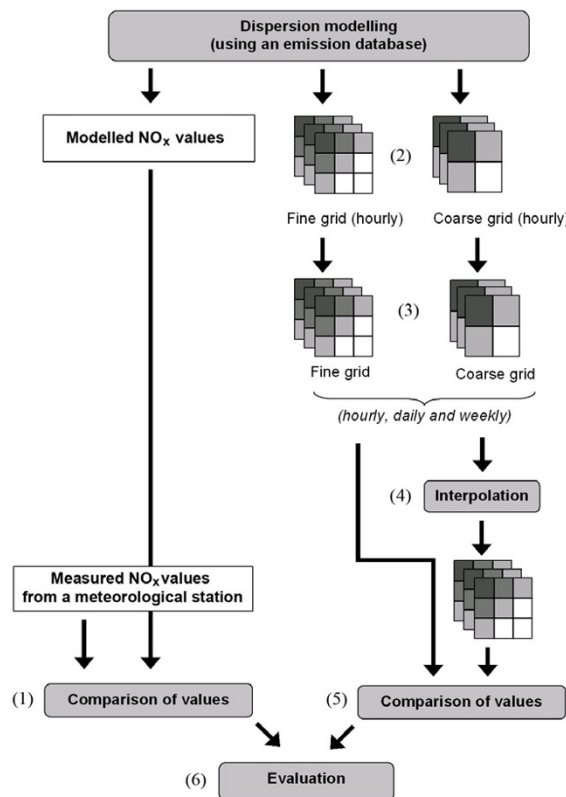 Dispersion modelling
(using an emission database)
Modelled NOx values
(2)
Fine grid (hourly)
Coarse grid (hourly)
(3)
Fine grid
Coarse grid
(hourly, daily and weekly)
(4)
Interpolation
Measured NOx values
from a meteorological station
(1)
Comparison of values
(5)
Comparison of values
(6)
Evaluation